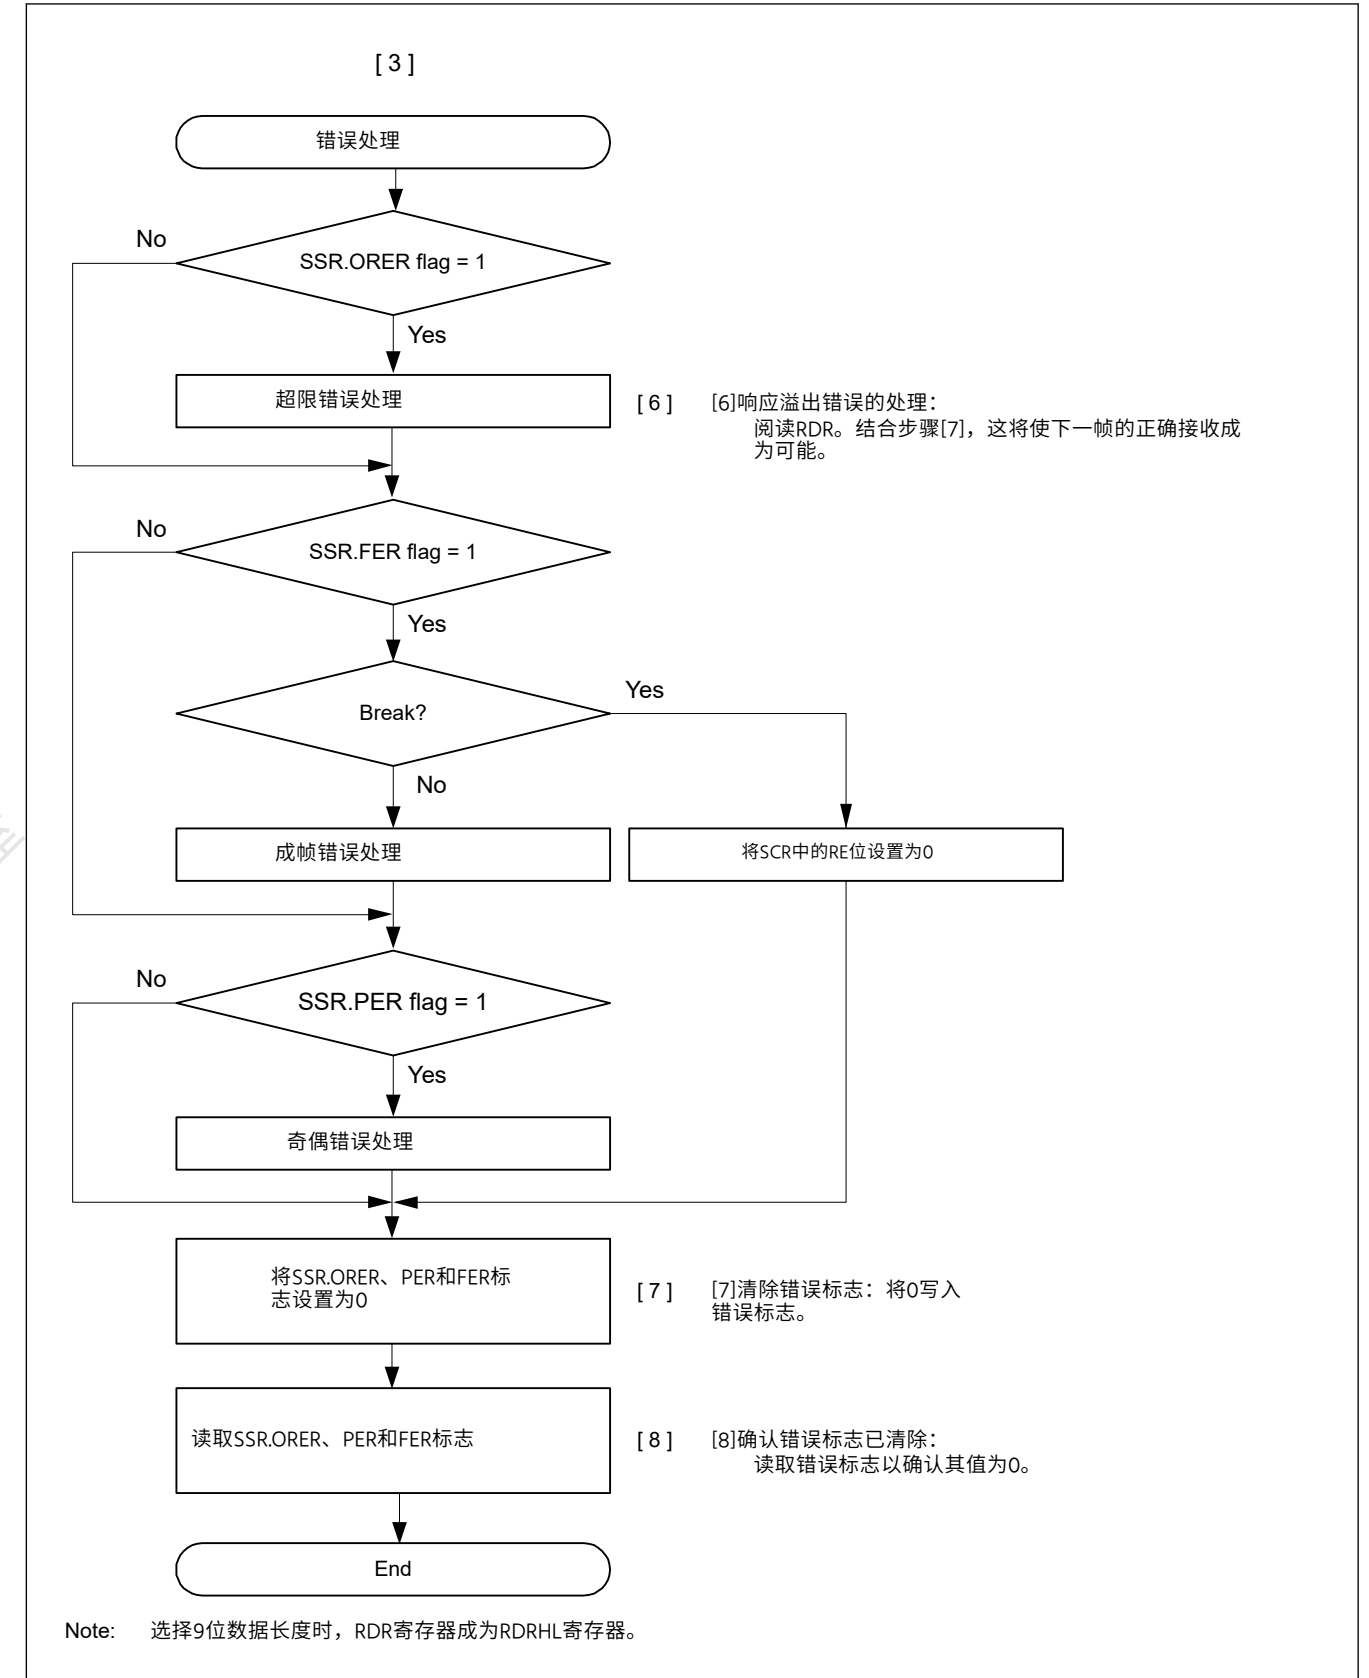 [ 3 ]
错误处理
No
SSR.ORER flag = 1
Yes
超限错误处理
[ 6 ]
[6]响应溢出错误的处理：
阅读RDR。结合步骤[7]，这将使下一帧的正确接收成
为可能。
No
SSR.FER flag = 1
Yes
Break?
Yes
No
成帧错误处理
将SCR中的RE位设置为0
No
SSR.PER flag = 1
Yes
奇偶错误处理
将SSR.ORER、PER和FER标
志设置为0
[ 7 ]
[7]清除错误标志：将0写入
错误标志。
读取SSR.ORER、PER和FER标志
[ 8 ]
[8]确认错误标志已清除：
读取错误标志以确认其值为0。
End
Note: 选择9位数据长度时，RDR寄存器成为RDRHL寄存器。